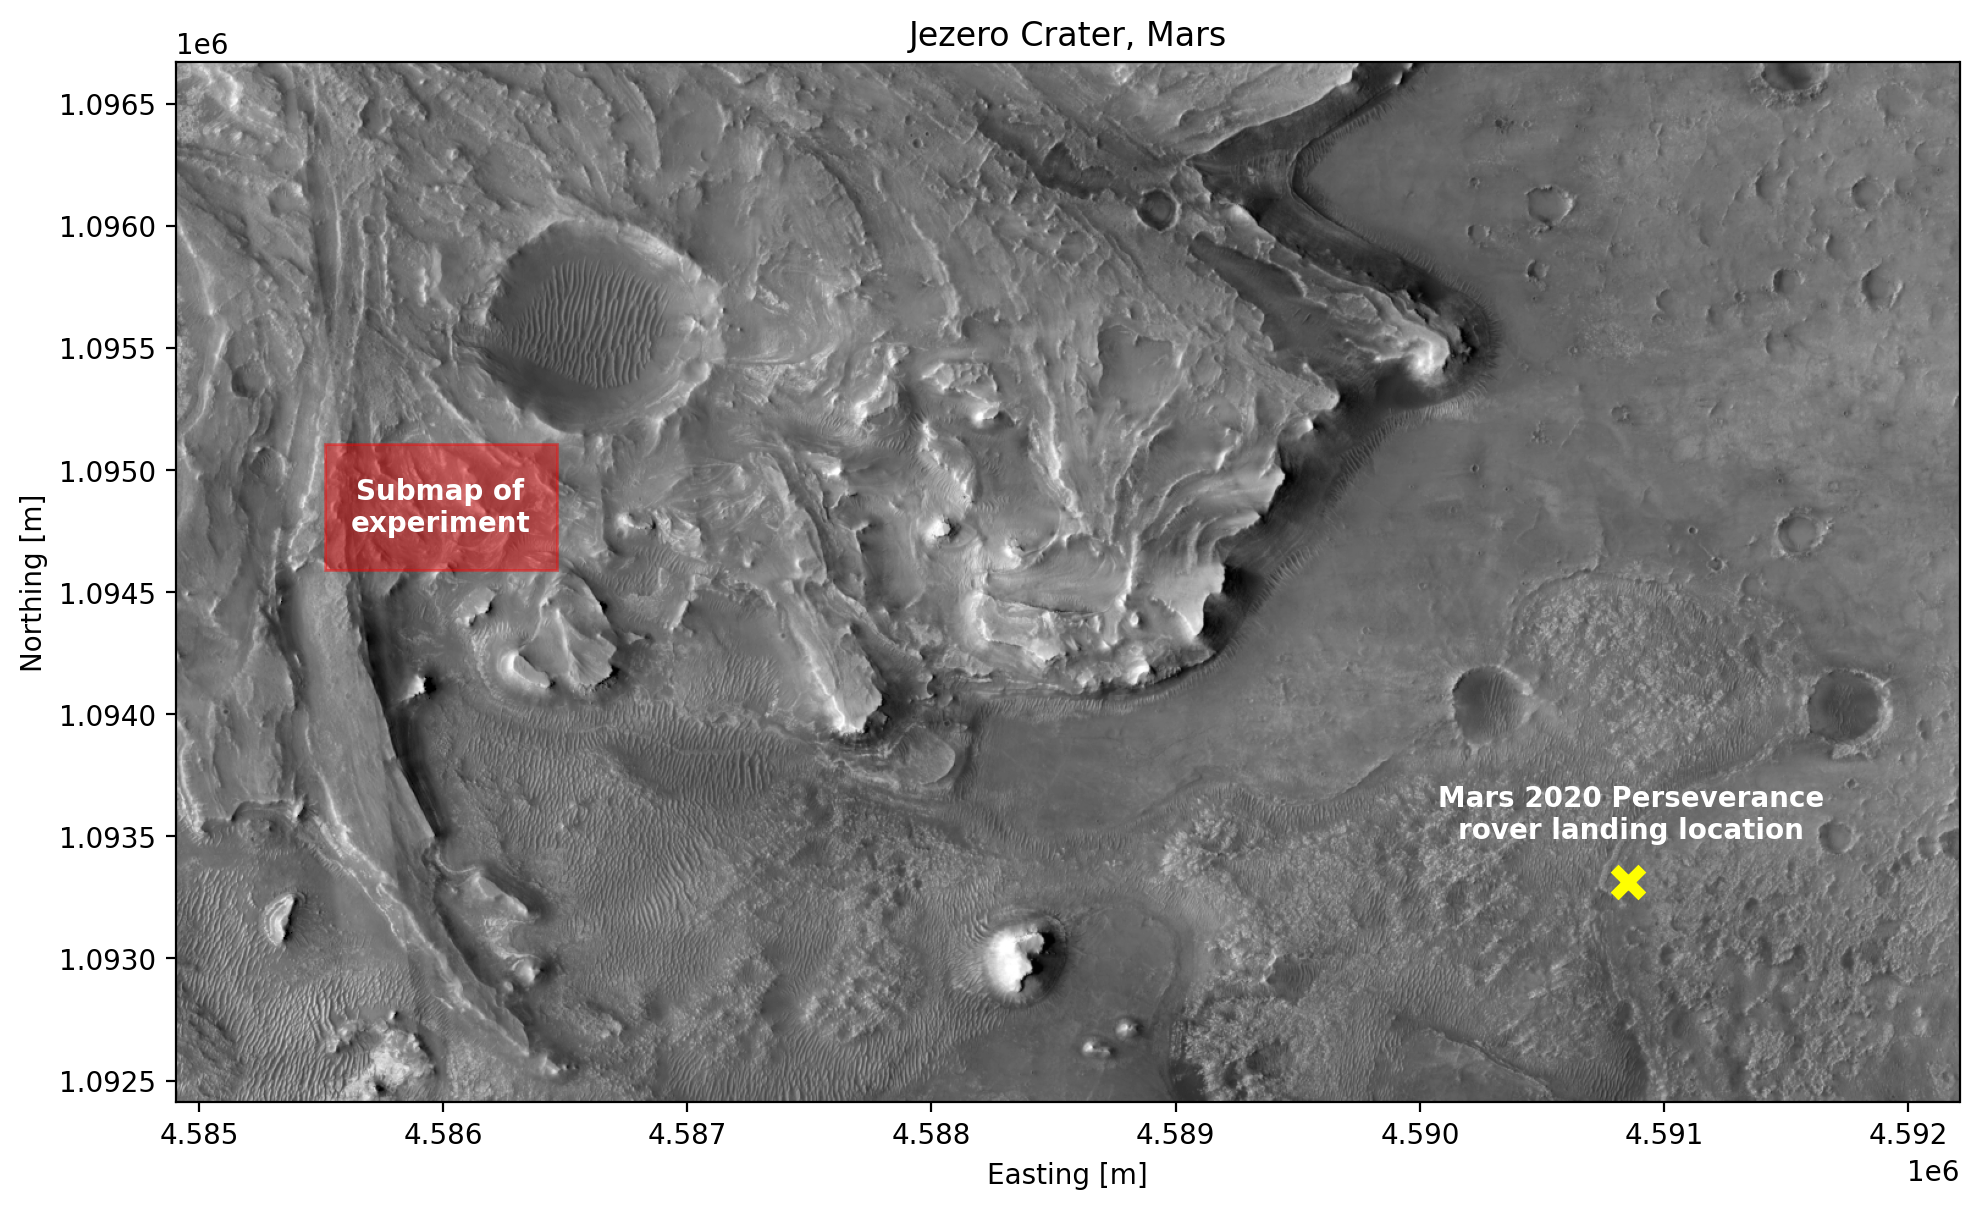 Jezero Crater, Mars
1e6
1.0965
1.0960
1.0955
1.0950
1.0945
1.0940
1.0935
1.0930
1.0925
Northing [m]
Submap of
experiment
Mars 2020 Perseverance
rover landing location
4.585 4.586 4.587 4.588 4.589 4.590 4.591 4.592
1e6
Easting [m]